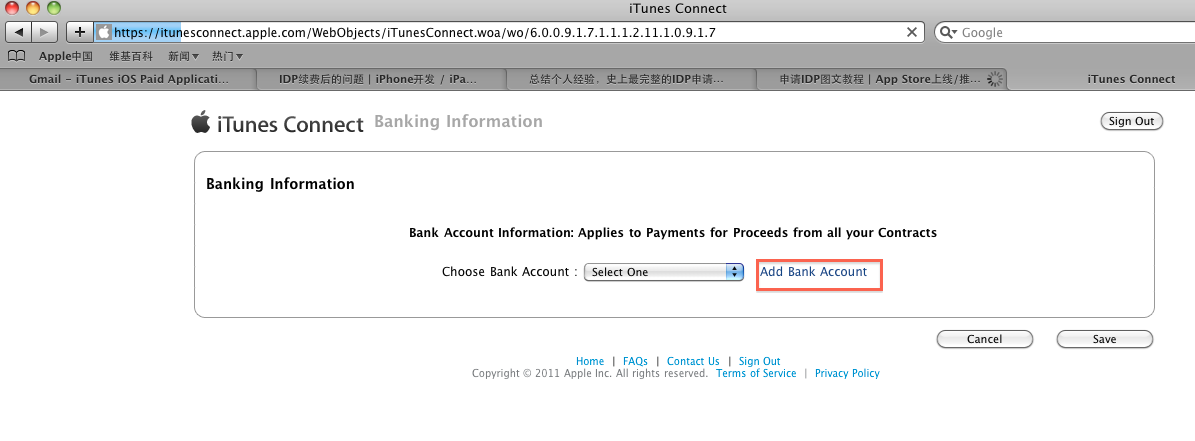 iTunes Connect
https://itunesconnect.apple.com/WebObjects/iTunesConnect.woa/wo/6.0.0.9.1.7.1.1.1.2.11.1.0.9.1.7
Google
Apple中国 维基百科 新闻 热门
Gmail – iTunes iOS Paid Applicati... IDP续费后的问题 | iPhone开发 / iPa... 总结个人经验，史上最完整的IDP申请... 申请IDP图文教程 | App Store上线/推... iTunes Connect
iTunes Connect Banking Information Sign Out
Banking Information
Bank Account Information: Applies to Payments for Proceeds from all your Contracts
Choose Bank Account : Select One Add Bank Account
Cancel Save
Home | FAQs | Contact Us | Sign Out
Copyright © 2011 Apple Inc. All rights reserved. Terms of Service | Privacy Policy